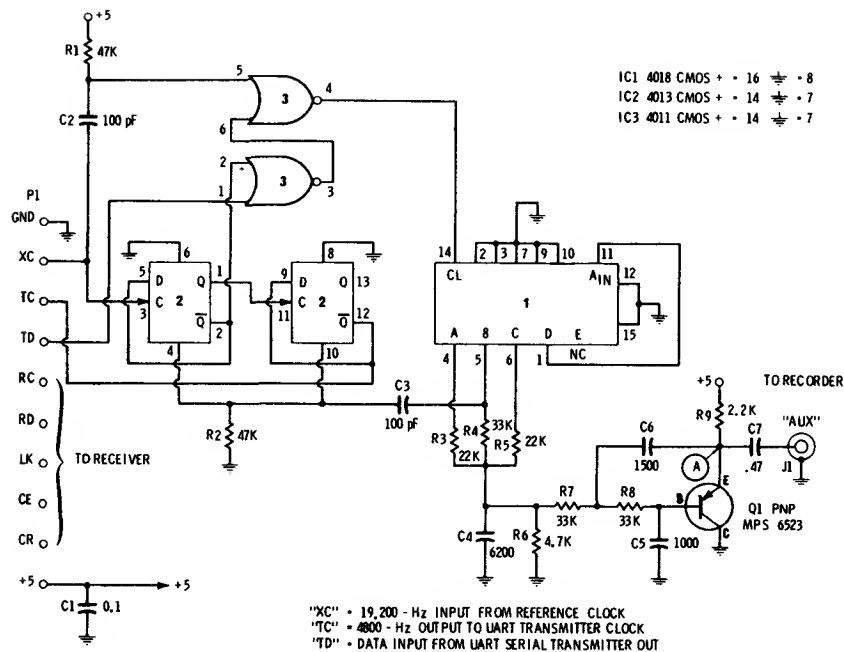 +5
R1
47K
C2
100 pF
5
6
3
4
2
1
3
3
IC1 4018 CMOS + • 16 ⏚ • 8
IC2 4013 CMOS + • 14 ⏚ • 7
IC3 4011 CMOS + • 14 ⏚ • 7
P1
GND
XC
TC
TD
RC
RD
LK
CE
CR
TO RECEIVER
+5
C1
0.1
+5
6
5
D
Q
1
2
C
3
Q
2
4
8
9
D
Q
13
2
C
11
12
Q
10
R2
47K
C3
100 pF
14
2
3
7
9
10
11
CL
A IN
12
1
15
A
B
C
D
E
NC
4
5
6
1
R3
22K
R4
33K
R5
22K
C4
6200
R6
4.7K
R7
33K
C6
1500
R8
33K
C5
1000
+5
R9
2.2K
A
C7
.47
TO RECORDER
"AUX"
J1
B
E
C
Q1 PNP
MPS 6523
"XC" • 19,200 - Hz INPUT FROM REFERENCE CLOCK
"TC" • 4800 - Hz OUTPUT TO UART TRANSMITTER CLOCK
"TD" • DATA INPUT FROM UART SERIAL TRANSMITTER OUT